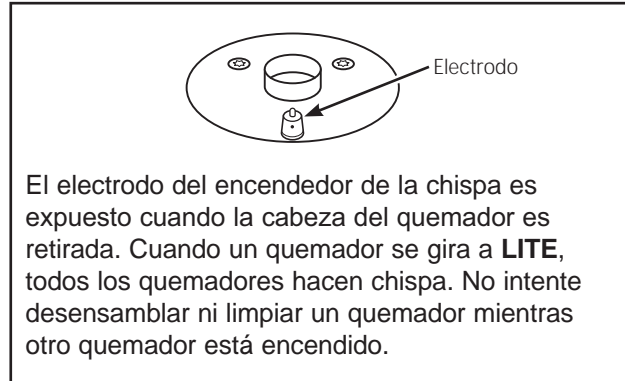 Electrodo
El electrodo del encendedor de la chispa es
expuesto cuando la cabeza del quemador es
retirada. Cuando un quemador se gira a LITE,
todos los quemadores hacen chispa. No intente
desensamblar ni limpiar un quemador mientras
otro quemador está encendido.